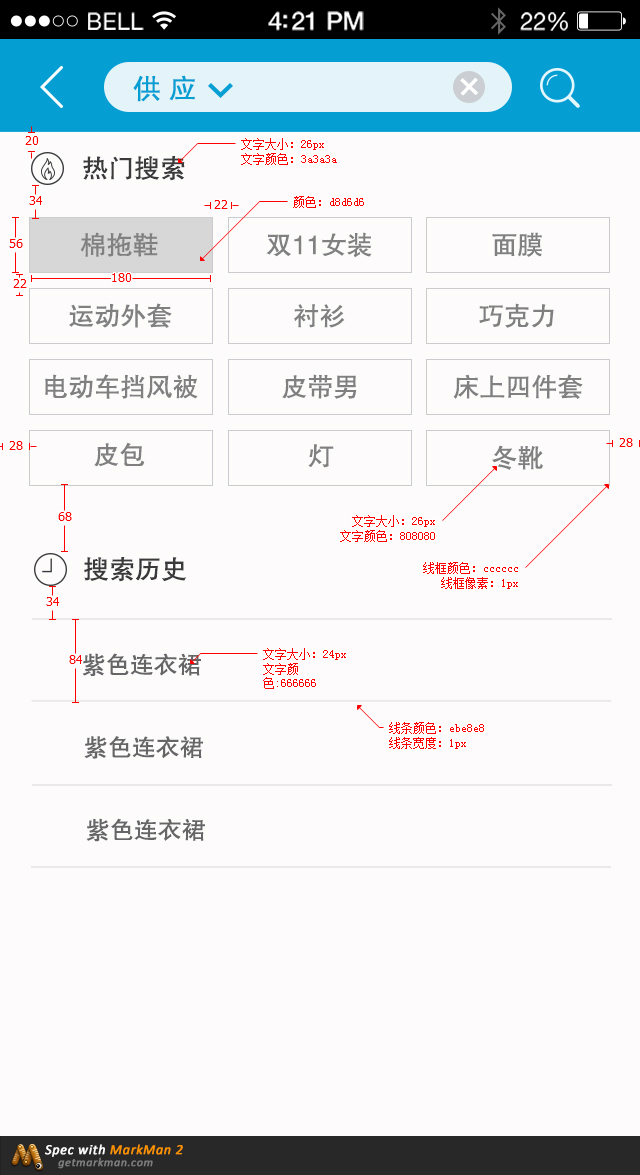 BELL 4:21 PM 22%
供 应
20
热门搜索
文字大小：26px
文字颜色：3a3a3a
34
22
颜色：d8d6d6
56
棉拖鞋 双11女装 面膜
180
22
运动外套 衬衫 巧克力
电动车挡风被 皮带男 床上四件套
28 皮包 灯 冬靴 28
68
文字大小：26px
文字颜色：808080
线框颜色：cccccc
线框像素：1px
搜索历史
34
84
紫色连衣裙
文字大小：24px
文字颜
色:666666
线条颜色：ebe8e8
线条宽度：1px
紫色连衣裙
紫色连衣裙
Spec with MarkMan 2
getmarkman.com